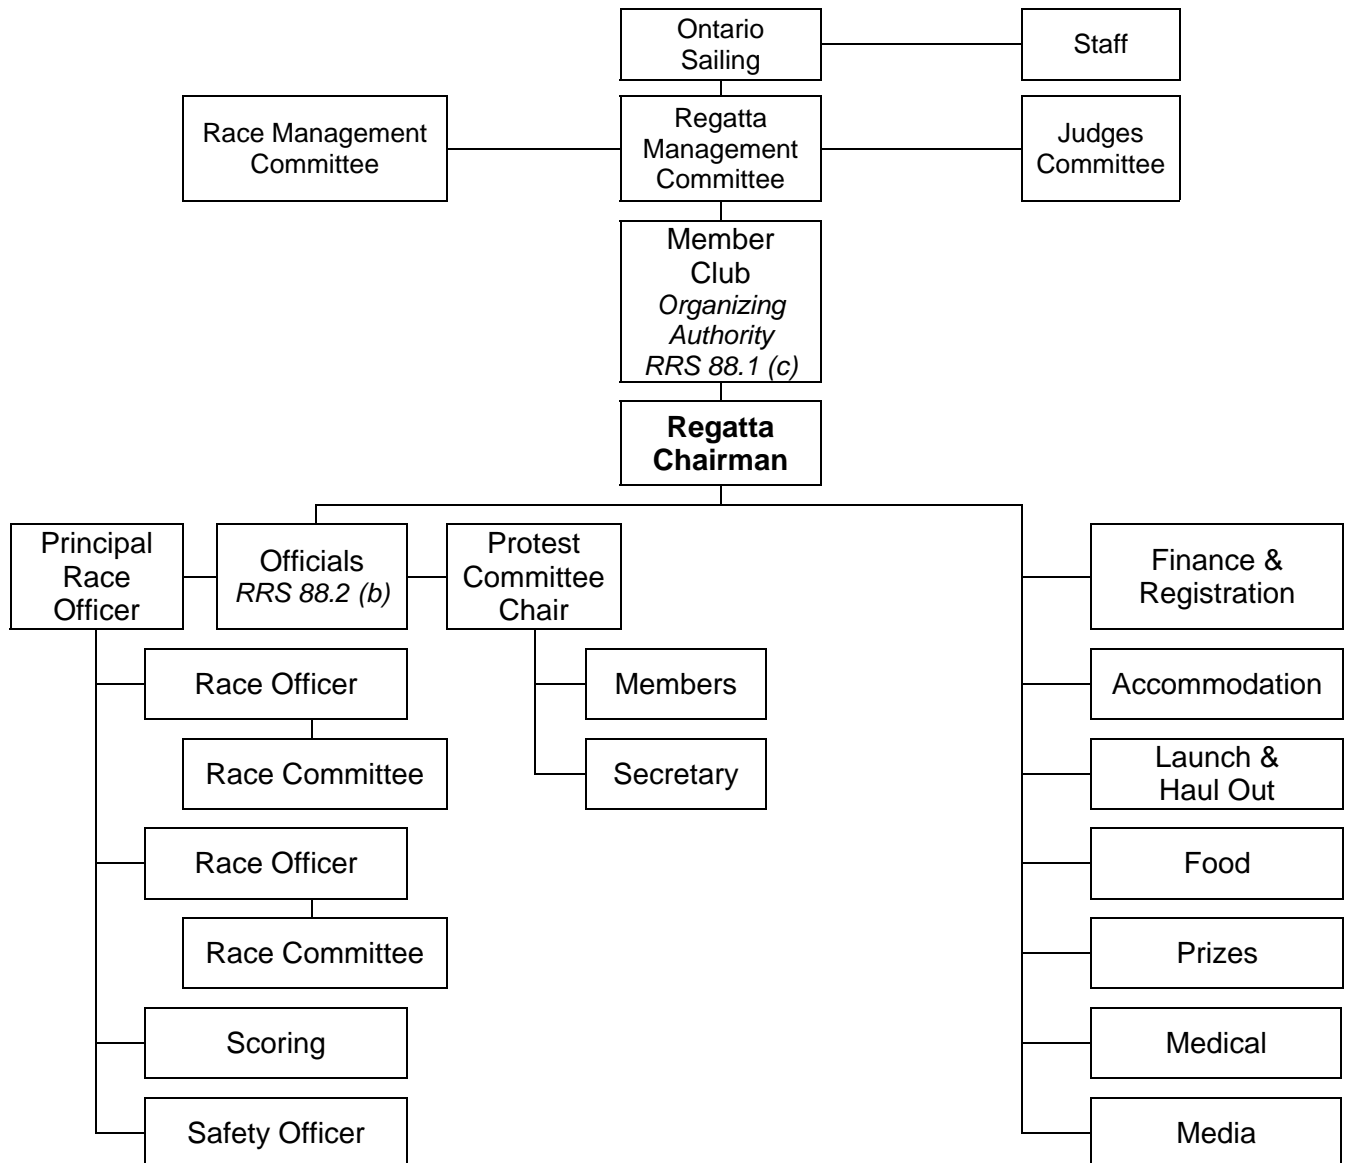 Ontario
Sailing
Staff
Race Management
Committee
Regatta
Management
Committee
Judges
Committee
Member
Club
Organizing
Authority
RRS 88.1 (c)
Regatta
Chairman
Principal
Race
Officer
Officials
RRS 88.2 (b)
Protest
Committee
Chair
Finance &
Registration
Race Officer
Members
Accommodation
Race Committee
Secretary
Launch &
Haul Out
Race Officer
Food
Race Committee
Prizes
Scoring
Medical
Safety Officer
Media